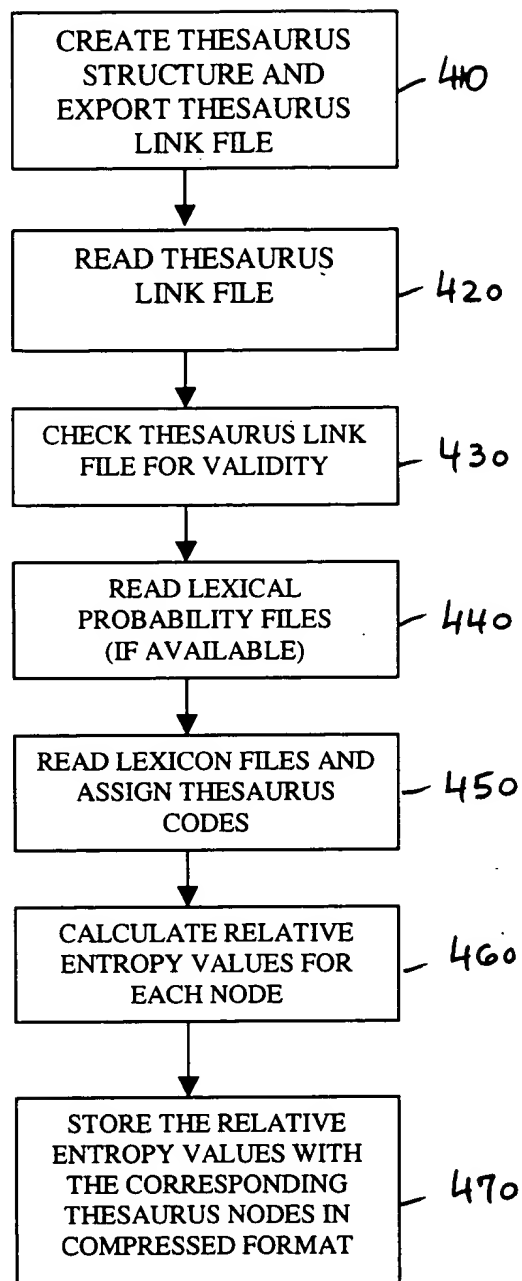 CREATE THESAURUS
STRUCTURE AND
EXPORT THESAURUS
LINK FILE
410
READ THESAURUS
LINK FILE
420
CHECK THESAURUS LINK
FILE FOR VALIDITY
430
READ LEXICAL
PROBABILITY FILES
(IF AVAILABLE)
440
READ LEXICON FILES AND
ASSIGN THESAURUS
CODES
450
CALCULATE RELATIVE
ENTROPY VALUES FOR
EACH NODE
460
STORE THE RELATIVE
ENTROPY VALUES WITH
THE CORRESPONDING
THESAURUS NODES IN
COMPRESSED FORMAT
470